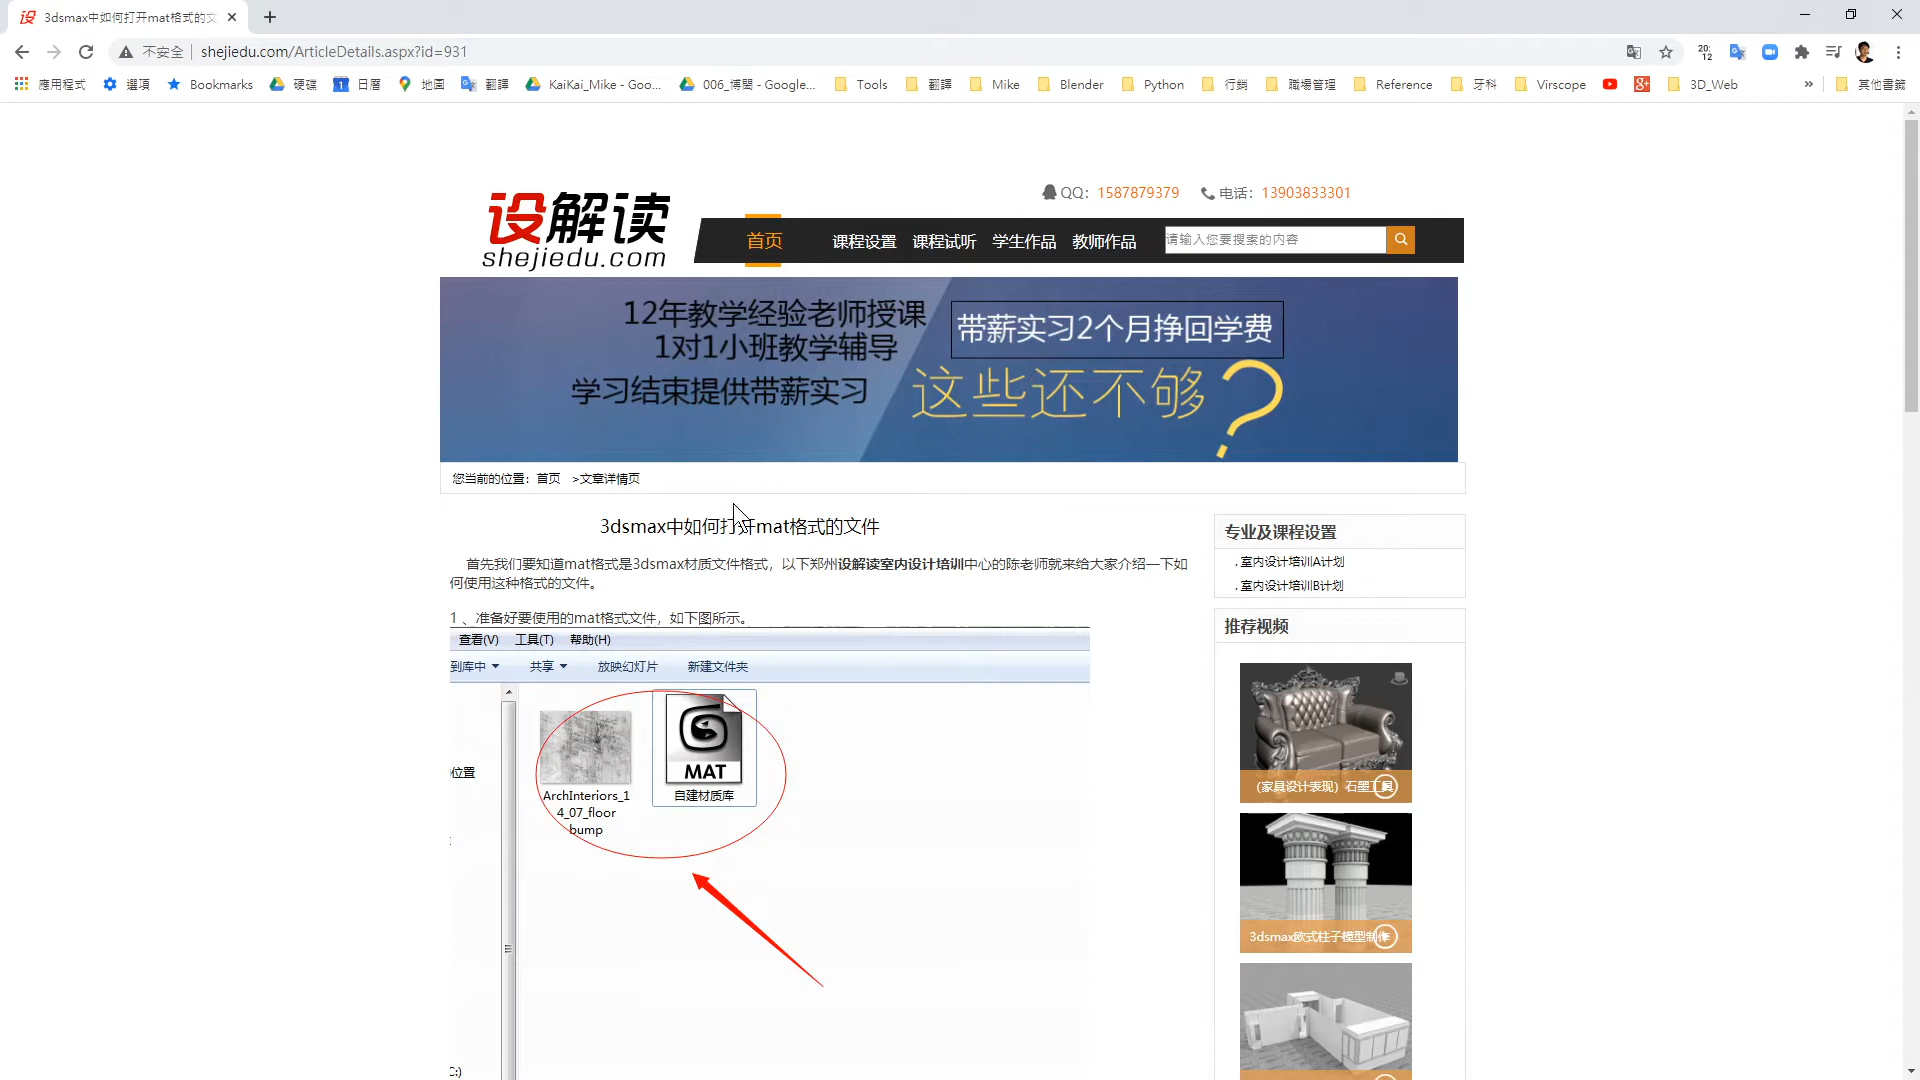 3dsmax中如何打开mat格式的文
不安全
shejiedu.com/ArticleDetails.aspx?id=931
20;
12
應用程式
選項
Bookmarks
硬碟
日曆
地圖
翻譯
KaiKai_Mike - Goo...
006_博閱 - Google...
Tools
翻譯
Mike
Blender
Python
行銷
職場管理
Reference
牙科
Virscope
3D_Web
»
其他書籤
设解读
shejiedu.com
QQ: 1587879379
电话: 13903833301
首页
课程设置
课程试听
学生作品
教师作品
请输入您要搜索的内容
12年教学经验老师授课
1对1小班教学辅导
学习结束提供带薪实习
带薪实习2个月挣回学费
这些还不够?
您当前的位置: 首页 >文章详情页
3dsmax中如何打开mat格式的文件
首先我们要知道mat格式是3dsmax材质文件格式，以下郑州设解读室内设计培训中心的陈老师就来给大家介绍一下如
何使用这种格式的文件。
1 、准备好要使用的mat格式文件，如下图所示。
查看(V) 工具(T) 帮助(H)
到库中
共享
放映幻灯片
新建文件夹
位置
C:)
MAT
ArchInteriors_1
4_07_floor
bump
自建材质库
专业及课程设置
. 室内设计培训A计划
. 室内设计培训B计划
推荐视频
(家具设计表现) 石墨工具
3dsmax欧式柱子模型制作